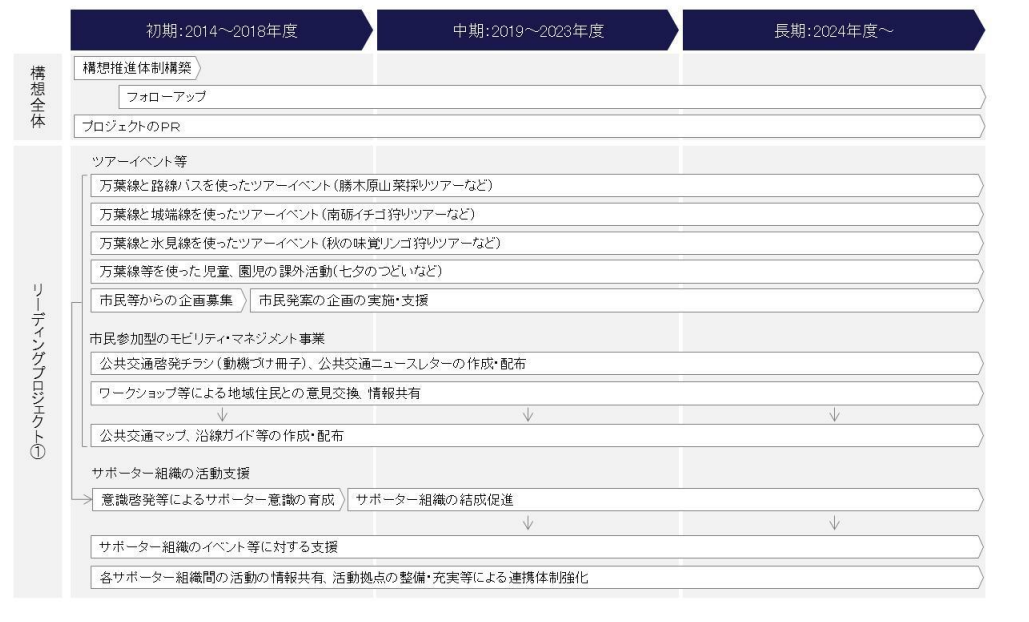 初期:2014～2018年度
中期:2019～2023年度
長期:2024年度～
構想全体
構想推進体制構築
フォローアップ
プロジェクトのPR
リーディングプロジェクト①
ツアーイベント等
万葉線と路線バスを使ったツアーイベント(勝木原山菜採りツアーなど)
万葉線と城端線を使ったツアーイベント(南砺イチゴ狩りツアーなど)
万葉線と氷見線を使ったツアーイベント(秋の味覚リンゴ狩りツアーなど)
万葉線等を使った児童、園児の課外活動(七夕のつどいなど)
市民等からの企画募集
市民発案の企画の実施・支援
市民参加型のモビリティ・マネジメント事業
公共交通啓発チラシ(動機づけ冊子)、公共交通ニュースレターの作成・配布
ワークショップ等による地域住民との意見交換、情報共有
公共交通マップ、沿線ガイド等の作成・配布
サポーター組織の活動支援
意識啓発等によるサポーター意識の育成
サポーター組織の結成促進
サポーター組織のイベント等に対する支援
各サポーター組織間の活動の情報共有、活動拠点の整備・充実等による連携体制強化